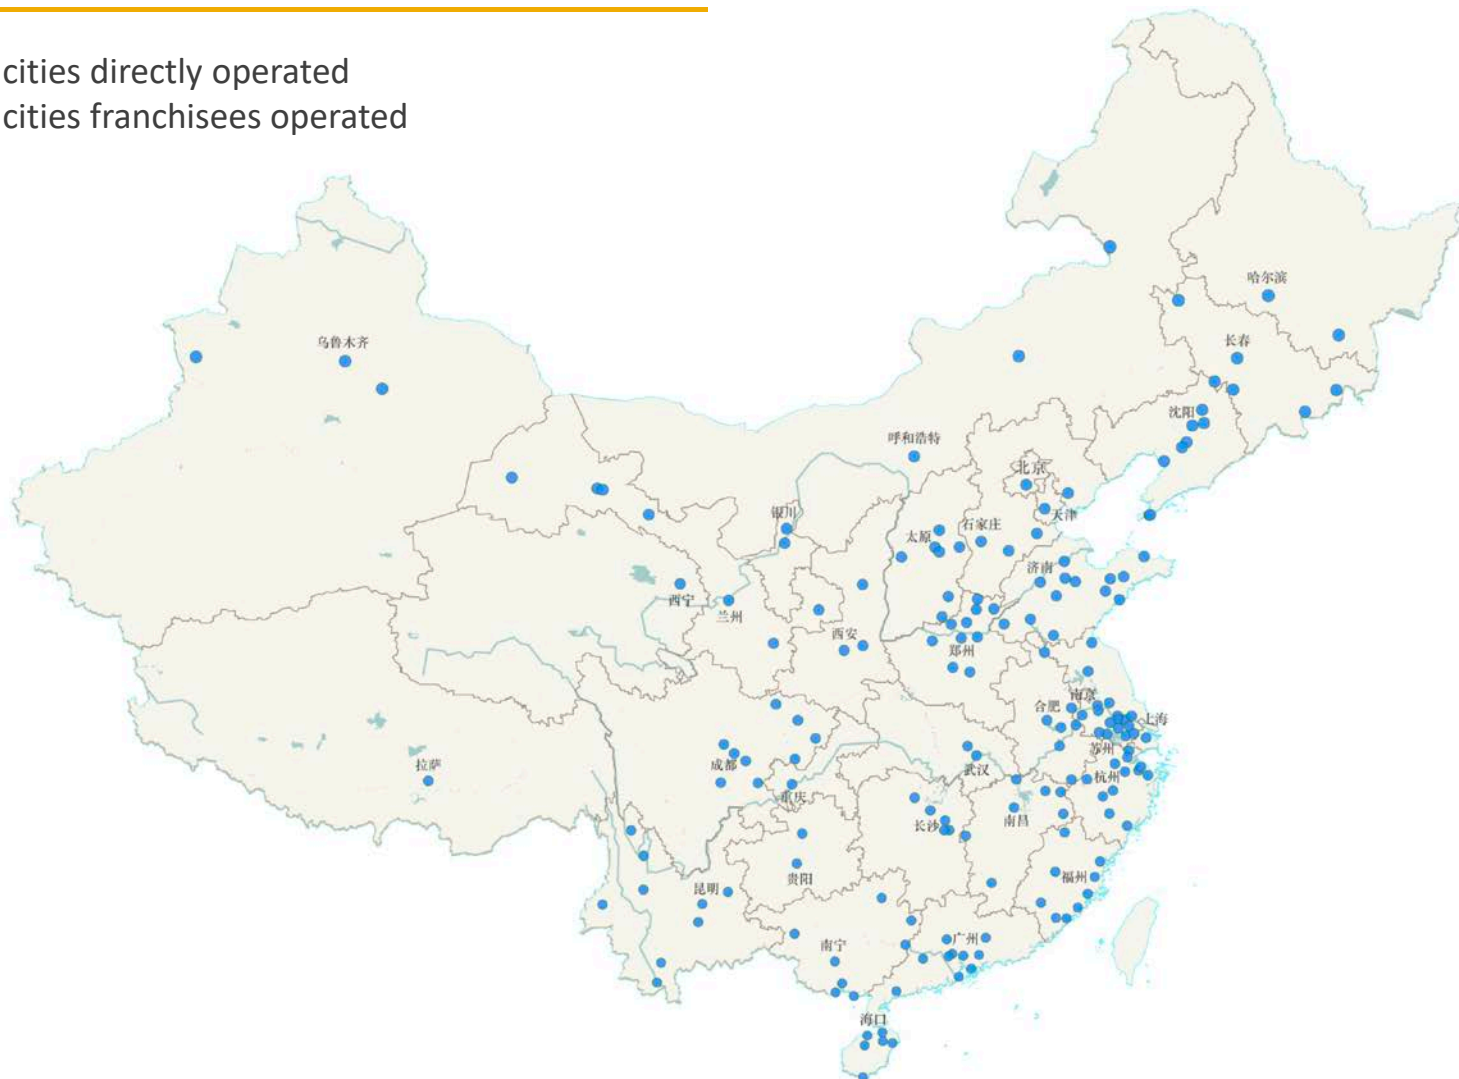 cities directly operated
cities franchisees operated
哈尔滨
乌鲁木齐
长春
沈阳
呼和浩特
北京
银川
天津
石家庄
太原
济南
西宁
兰州
西安
郑州
南京
合肥
上海
苏州
成都
武汉
拉萨
杭州
重庆
南昌
长沙
贵阳
福州
昆明
广州
南宁
海口